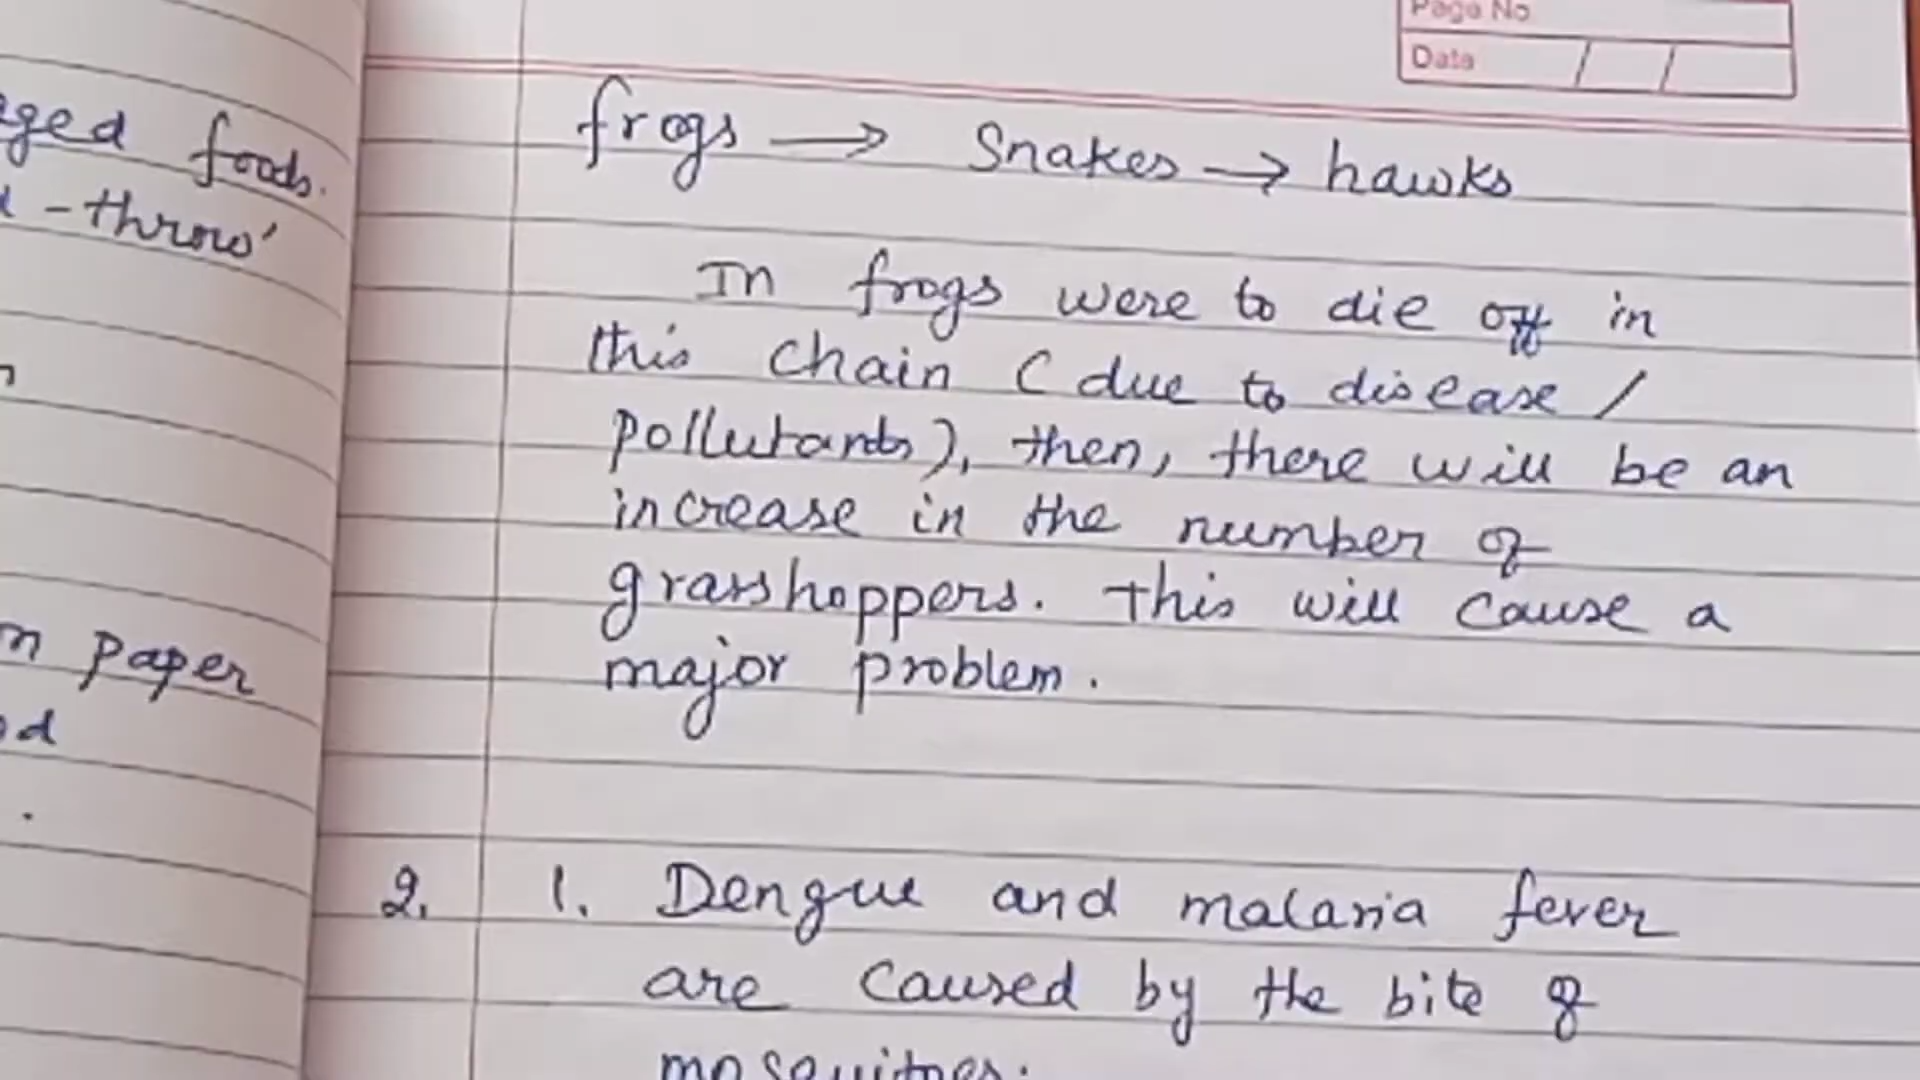 foods.
-throw'
paper
Page No
Date / /
frogs → Snakes → hawks
In frogs were to die off in
this chain (due to disease /
pollutants), then, there will be an
increase in the number of
grasshoppers. This will cause a
major problem.
2. 1. Dengue and malaria fever
are caused by the bite of
mosquitoes.